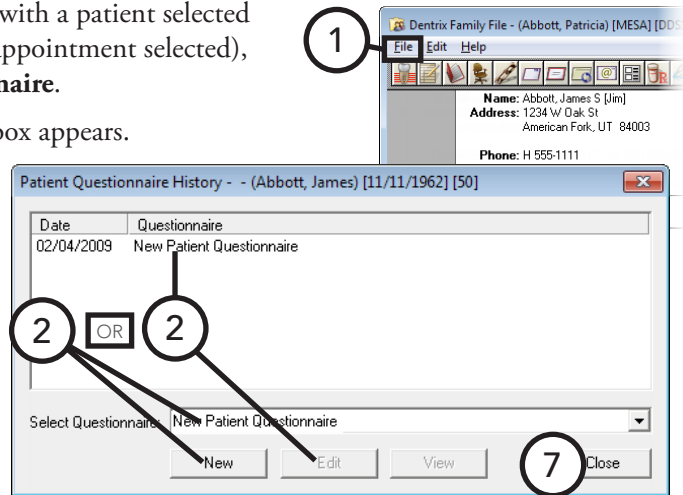 with a patient selected
appointment selected),
naire.
box appears.
1
Dentrix Family File - (Abbott, Patricia) [MESA] [DDS
File Edit Help
Name: Abbott, James S [Jim]
Address: 1234 W Oak St
American Fork, UT 84003
Phone: H 555-1111
Patient Questionnaire History - - (Abbott, James) [11/11/1962] [50]
Date Questionnaire
02/04/2009 New Patient Questionnaire
2 OR 2
Select Questionnaire: New Patient Questionnaire
New Edit View 7 Close